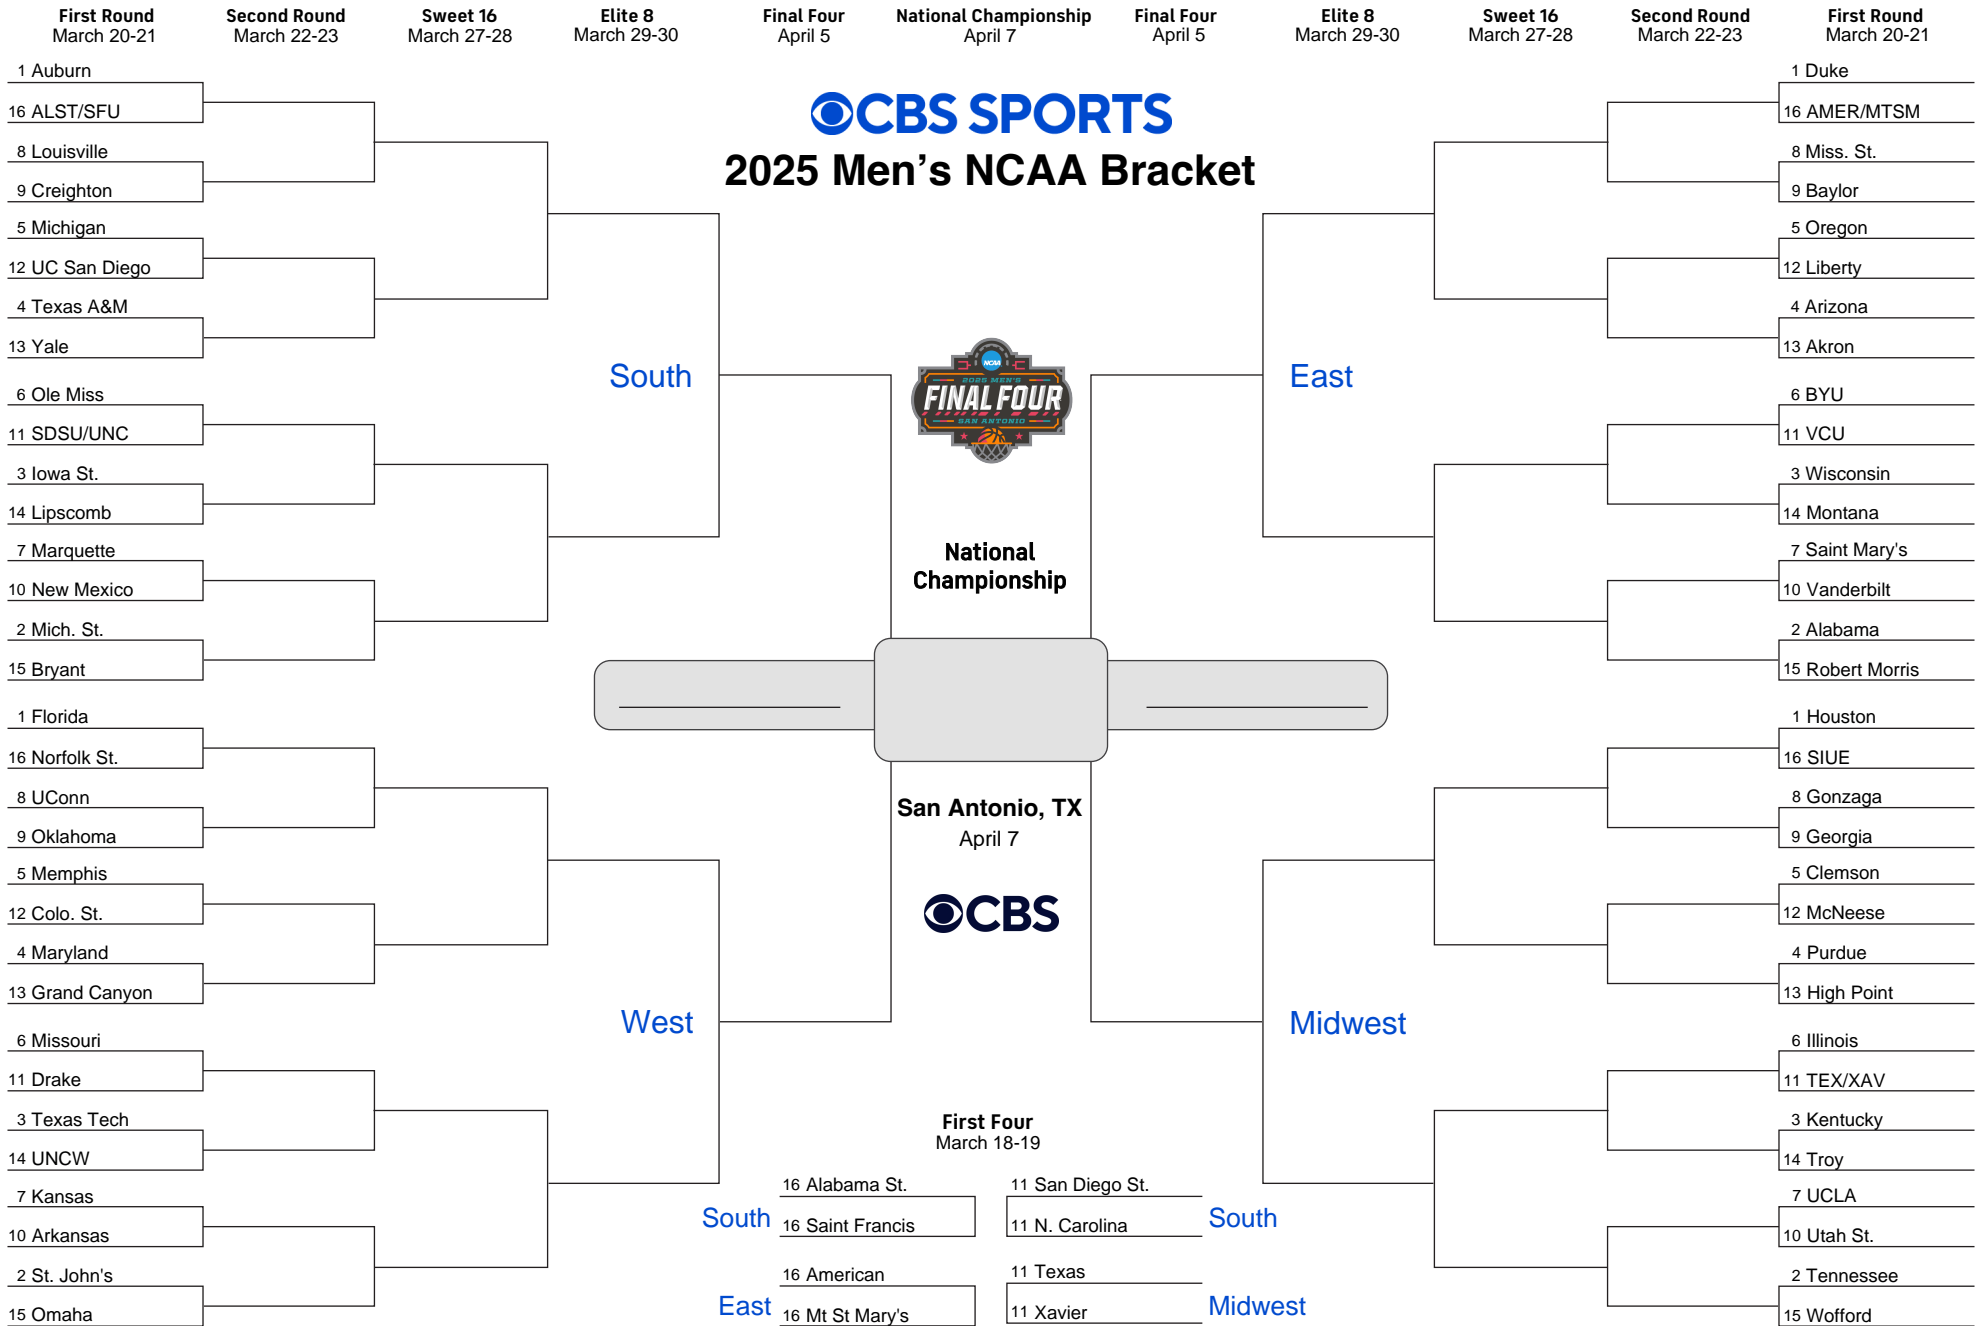 First Round
March 20-21
Second Round
March 22-23
Sweet 16
March 27-28
Elite 8
March 29-30
Final Four
April 5
National Championship
April 7
Final Four
April 5
Elite 8
March 29-30
Sweet 16
March 27-28
Second Round
March 22-23
First Round
March 20-21
CBS SPORTS
2025 Men's NCAA Bracket
1 Auburn
16 ALST/SFU
8 Louisville
9 Creighton
5 Michigan
12 UC San Diego
4 Texas A&M
13 Yale
6 Ole Miss
11 SDSU/UNC
3 Iowa St.
14 Lipscomb
7 Marquette
10 New Mexico
2 Mich. St.
15 Bryant
South
1 Florida
16 Norfolk St.
8 UConn
9 Oklahoma
5 Memphis
12 Colo. St.
4 Maryland
13 Grand Canyon
6 Missouri
11 Drake
3 Texas Tech
14 UNCW
7 Kansas
10 Arkansas
2 St. John's
15 Omaha
West
NCAA
2025 MEN'S
FINAL FOUR
SAN ANTONIO
National
Championship
San Antonio, TX
April 7
CBS
1 Duke
16 AMER/MTSM
8 Miss. St.
9 Baylor
5 Oregon
12 Liberty
4 Arizona
13 Akron
6 BYU
11 VCU
3 Wisconsin
14 Montana
7 Saint Mary's
10 Vanderbilt
2 Alabama
15 Robert Morris
East
1 Houston
16 SIUE
8 Gonzaga
9 Georgia
5 Clemson
12 McNeese
4 Purdue
13 High Point
6 Illinois
11 TEX/XAV
3 Kentucky
14 Troy
7 UCLA
10 Utah St.
2 Tennessee
15 Wofford
Midwest
First Four
March 18-19
16 Alabama St.
South
16 Saint Francis
11 San Diego St.
11 N. Carolina
South
16 American
East
16 Mt St Mary's
11 Texas
11 Xavier
Midwest